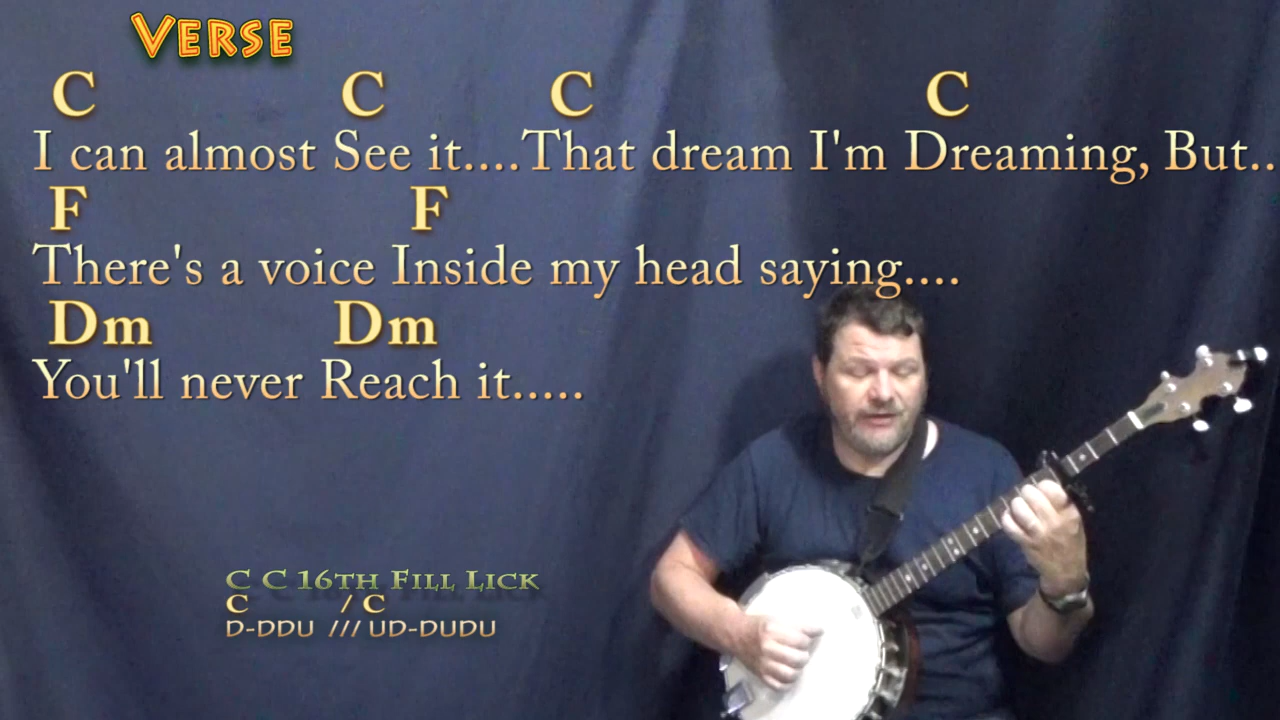 VERSE
C C C C
I can almost See it....That dream I'm Dreaming, But..
F F
There's a voice Inside my head saying....
Dm Dm
You'll never Reach it.....
C C 16TH FILL LICK
C / C
D-DDU /// UD-DUDU